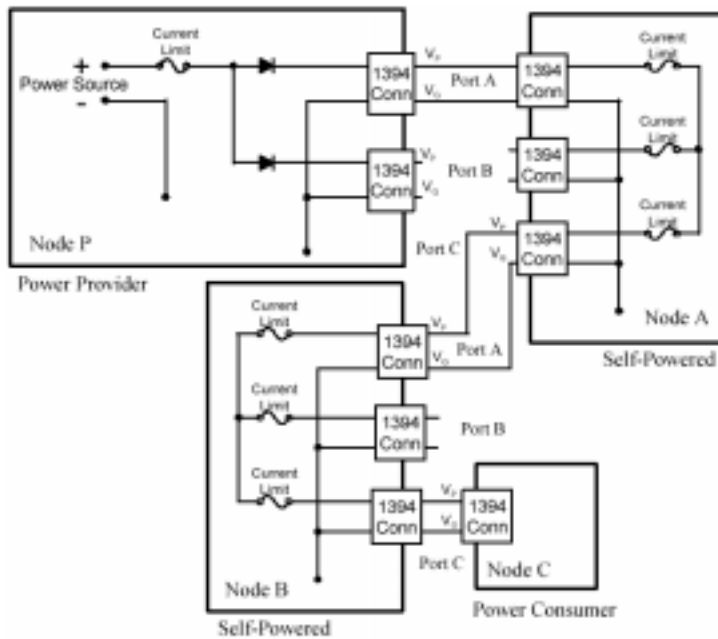 Current
Limit
+
Power Source
-
1394
Conn
VP
VG
Port A
1394
Conn
Current
Limit
1394
Conn
VP
VG
Port B
1394
Conn
Current
Limit
Current
Limit
Node P
Power Provider
Port C
VP
VG
1394
Conn
Node A
Self-Powered
Current
Limit
1394
Conn
VP
VG
Port A
Current
Limit
1394
Conn
Port B
Current
Limit
1394
Conn
VP
VG
1394
Conn
Port C
Node B
Self-Powered
Node C
Power Consumer